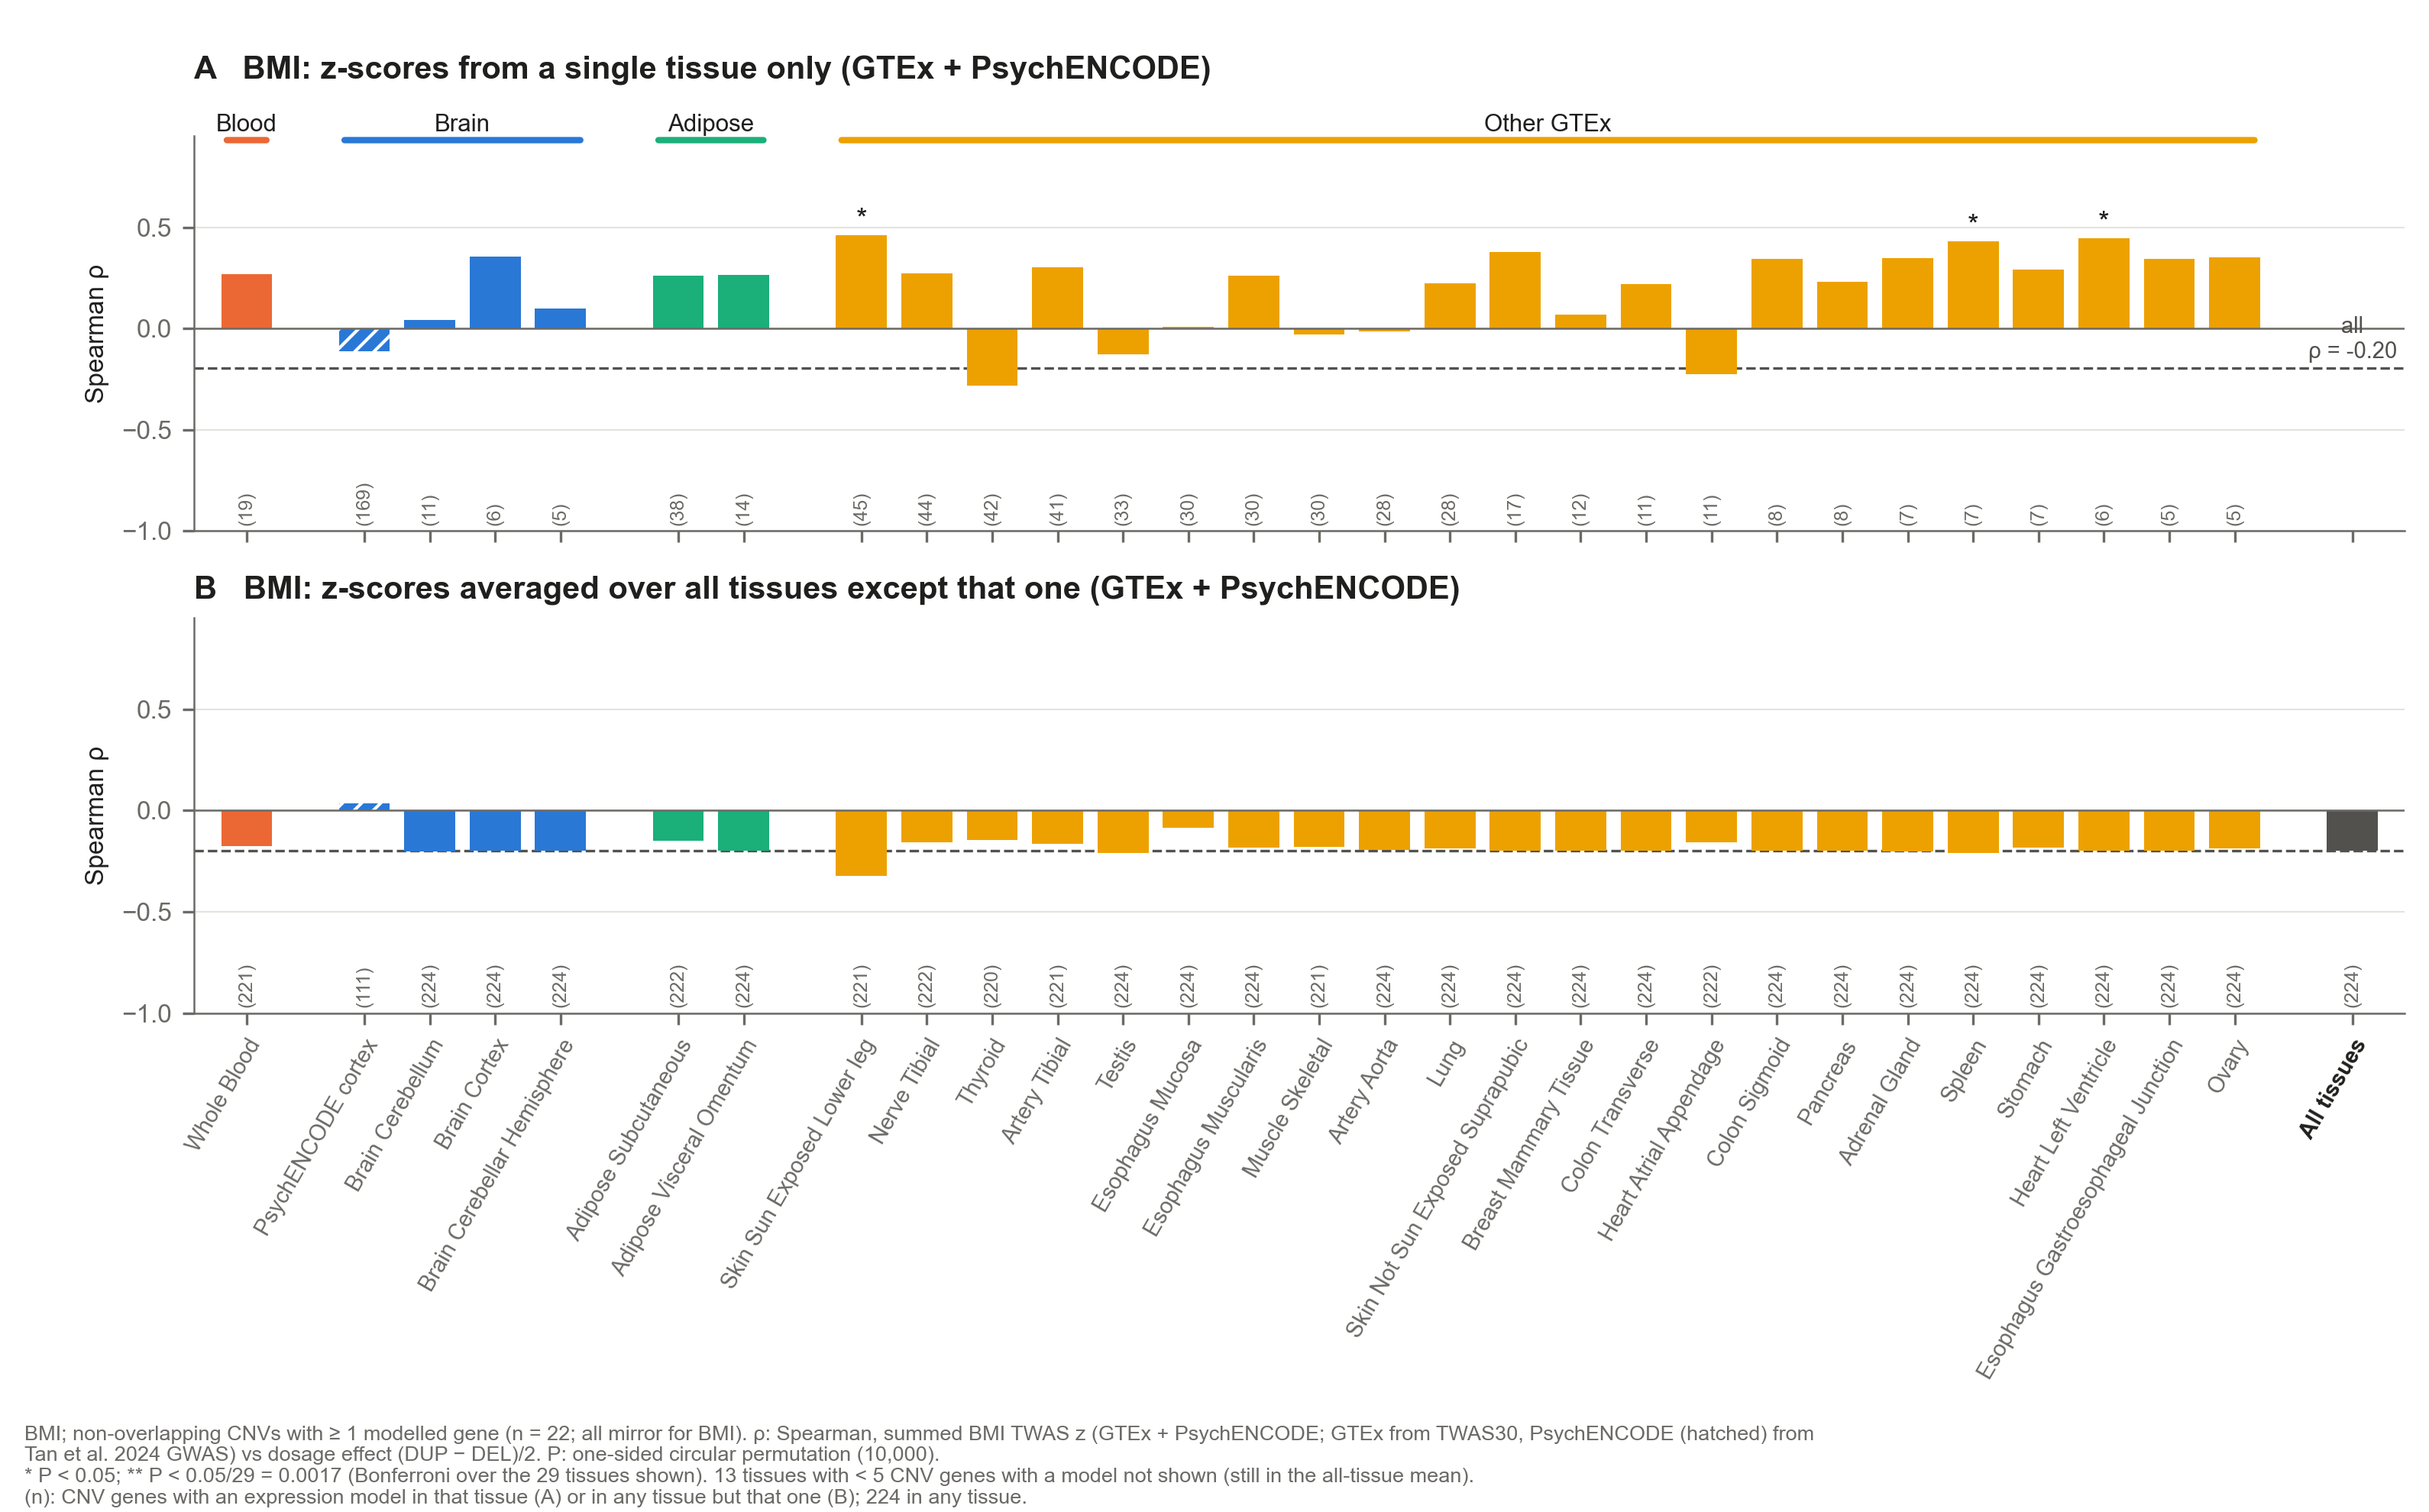 A BMI: z-scores from a single tissue only (GTEx + PsychENCODE)
Blood Brain Adipose Other GTEx
Spearman ρ
0.5
0.0
−0.5
−1.0
* * *
all
ρ = -0.20
(19) (169) (11) (6) (5) (38) (14) (45) (44) (42) (41) (33) (30) (30) (30) (28) (28) (17) (12) (11) (11) (8) (8) (7) (7) (7) (6) (5) (5)
B BMI: z-scores averaged over all tissues except that one (GTEx + PsychENCODE)
Spearman ρ
0.5
0.0
−0.5
−1.0
(221) (111) (224) (224) (224) (222) (224) (221) (222) (220) (221) (224) (224) (224) (221) (224) (224) (224) (224) (224) (222) (224) (224) (224) (224) (224) (224) (224) (224) (224)
Whole Blood
PsychENCODE cortex
Brain Cerebellum
Brain Cortex
Brain Cerebellar Hemisphere
Adipose Subcutaneous
Adipose Visceral Omentum
Skin Sun Exposed Lower leg
Nerve Tibial
Thyroid
Artery Tibial
Testis
Esophagus Mucosa
Esophagus Muscularis
Muscle Skeletal
Artery Aorta
Lung
Skin Not Sun Exposed Suprapubic
Breast Mammary Tissue
Colon Transverse
Heart Atrial Appendage
Colon Sigmoid
Pancreas
Adrenal Gland
Spleen
Stomach
Heart Left Ventricle
Esophagus Gastroesophageal Junction
Ovary
All tissues
BMI; non-overlapping CNVs with ≥ 1 modelled gene (n = 22; all mirror for BMI). ρ: Spearman, summed BMI TWAS z (GTEx + PsychENCODE; GTEx from TWAS30, PsychENCODE (hatched) from
Tan et al. 2024 GWAS) vs dosage effect (DUP − DEL)/2. P: one-sided circular permutation (10,000).
* P < 0.05; ** P < 0.05/29 = 0.0017 (Bonferroni over the 29 tissues shown). 13 tissues with < 5 CNV genes with a model not shown (still in the all-tissue mean).
(n): CNV genes with an expression model in that tissue (A) or in any tissue but that one (B); 224 in any tissue.